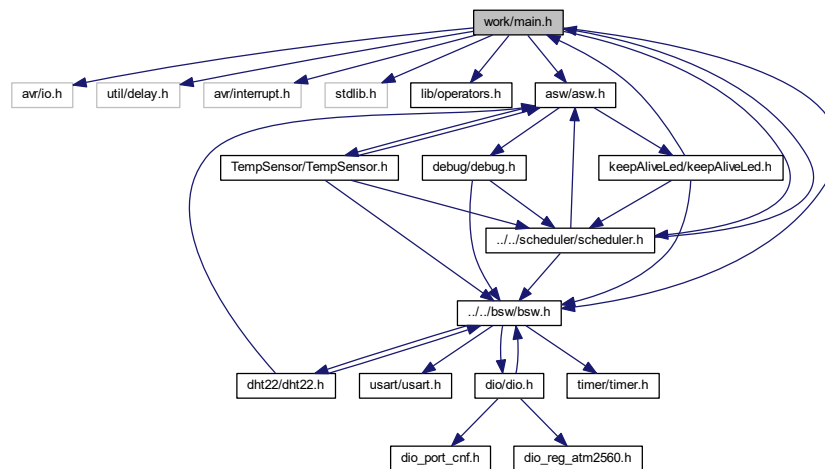 work/main.h
avr/io.h
util/delay.h
avr/interrupt.h
stdlib.h
lib/operators.h
asw/asw.h
TempSensor/TempSensor.h
debug/debug.h
keepAliveLed/keepAliveLed.h
../../scheduler/scheduler.h
../../bsw/bsw.h
dht22/dht22.h
usart/usart.h
dio/dio.h
timer/timer.h
dio_port_cnf.h
dio_reg_atm2560.h